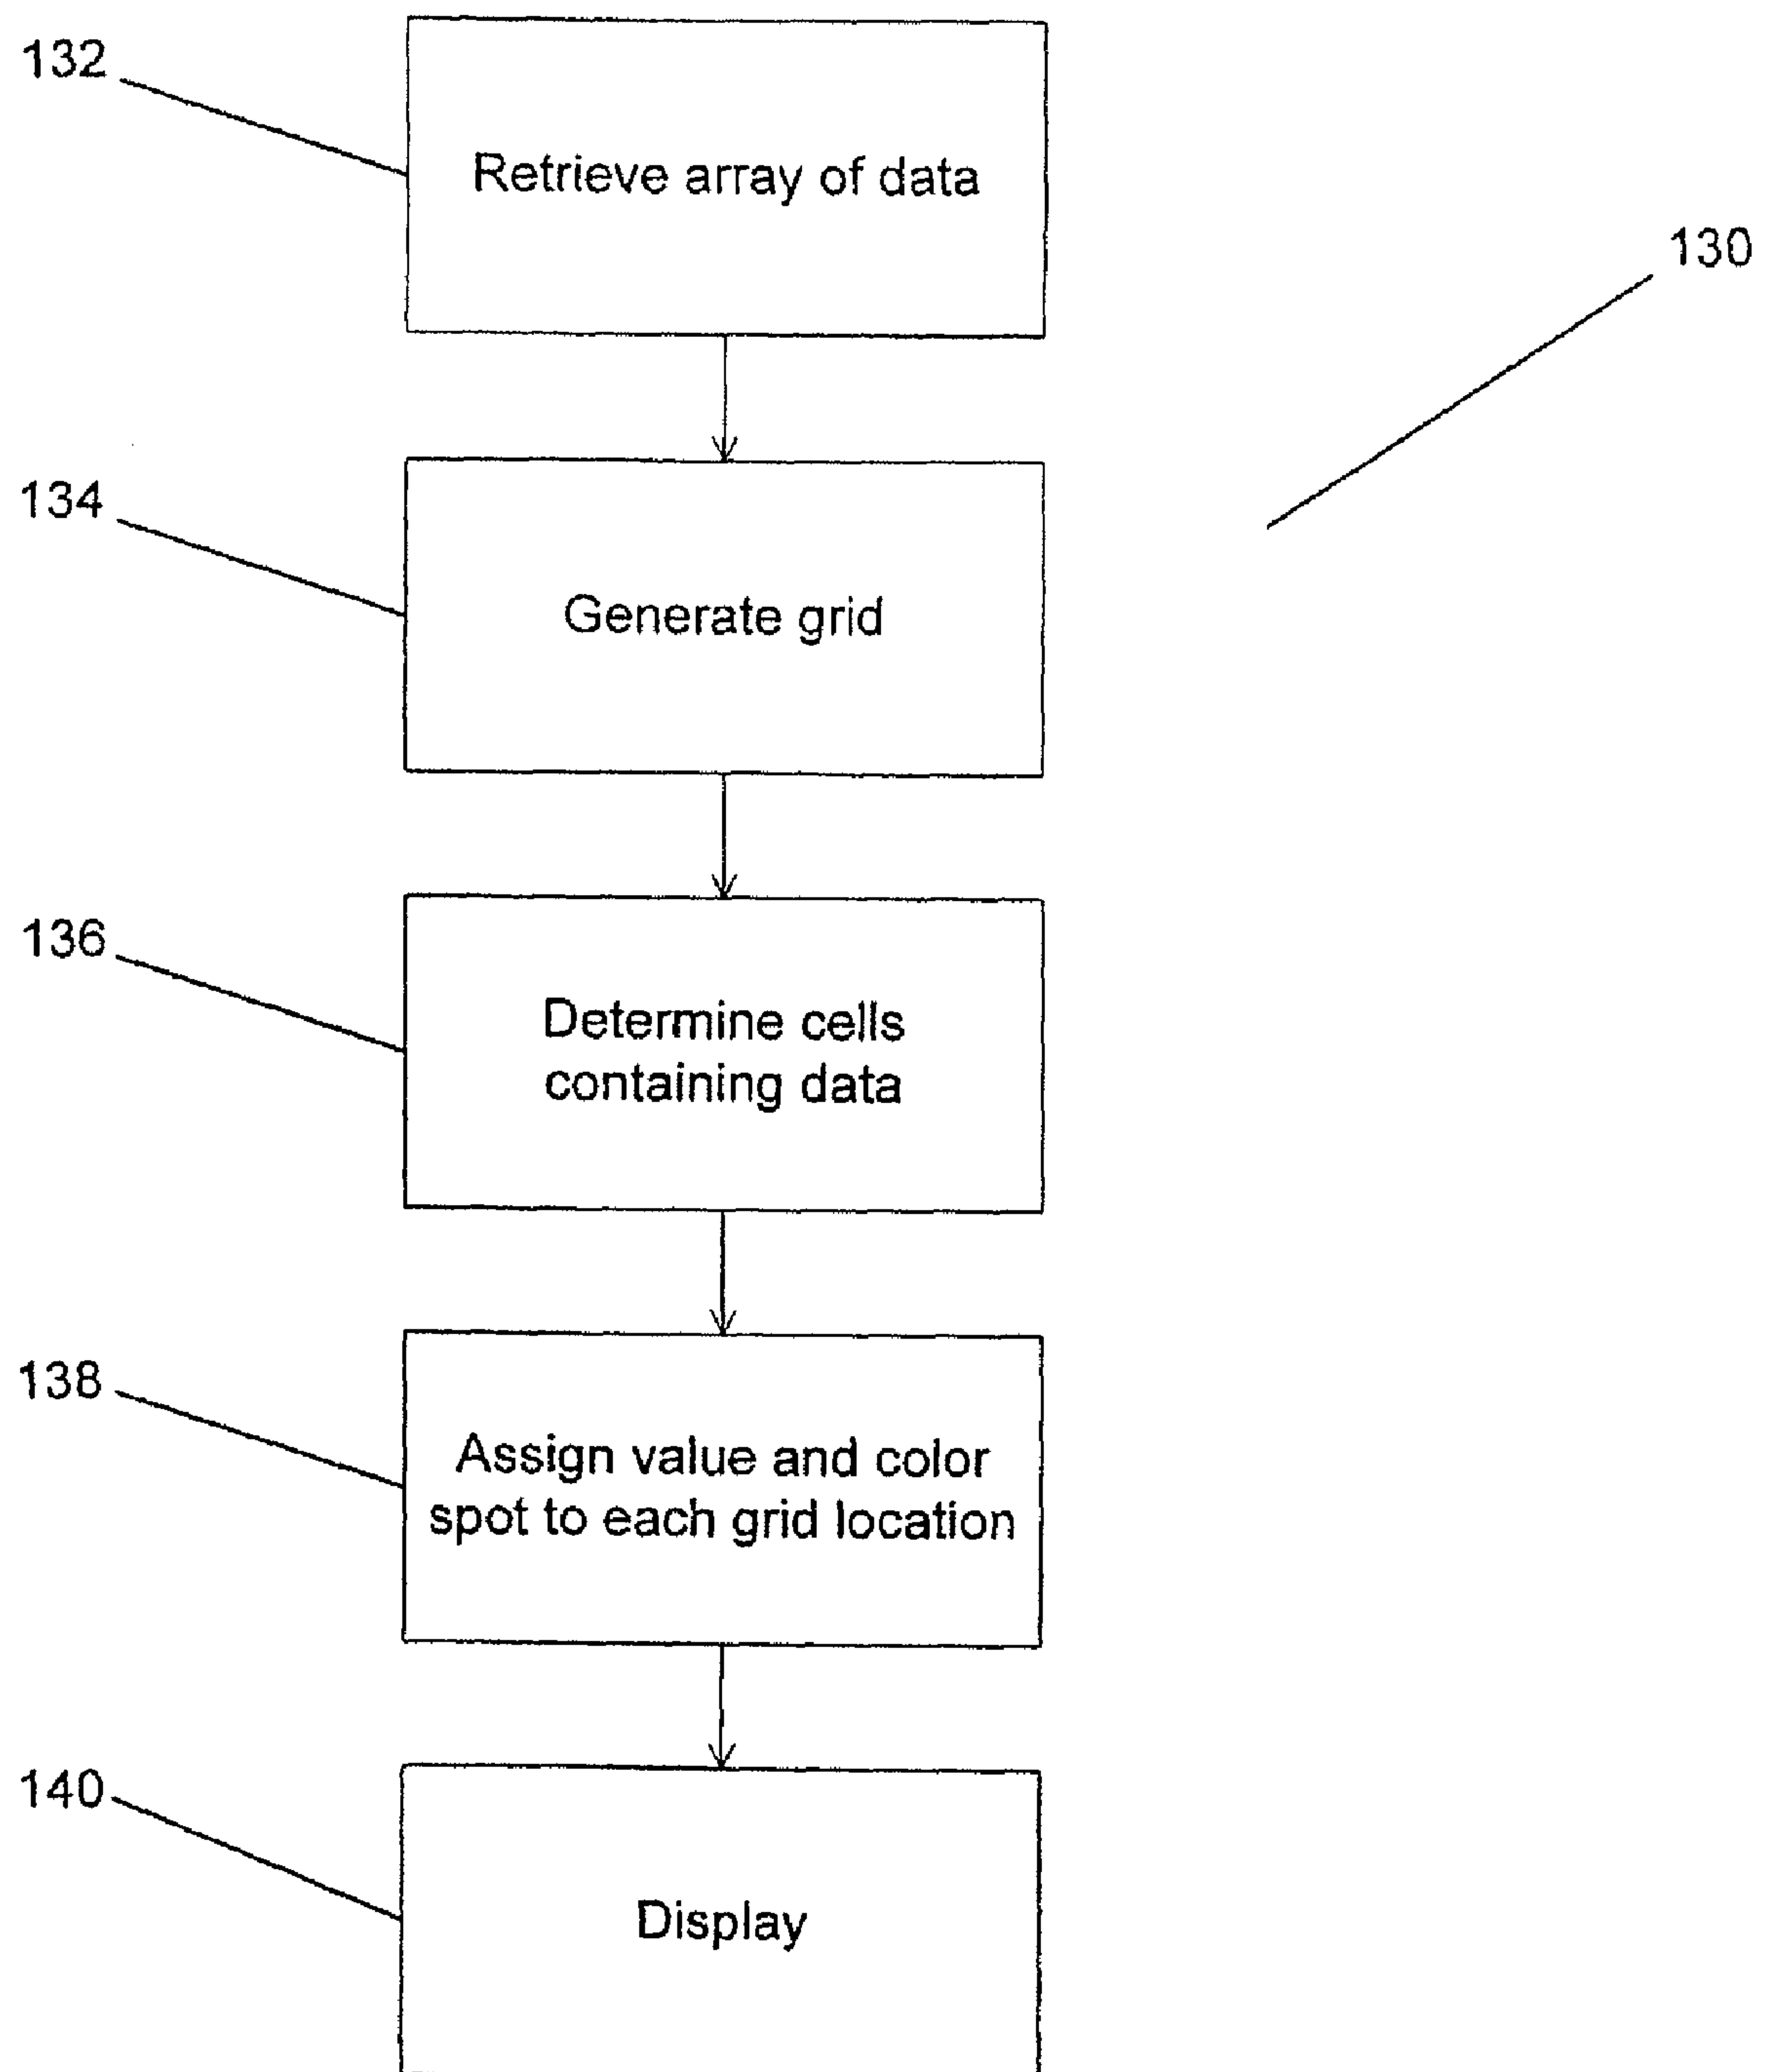 132
Retrieve array of data
130
134
Generate grid
136
Determine cells
containing data
138
Assign value and color
spot to each grid location
140
Display